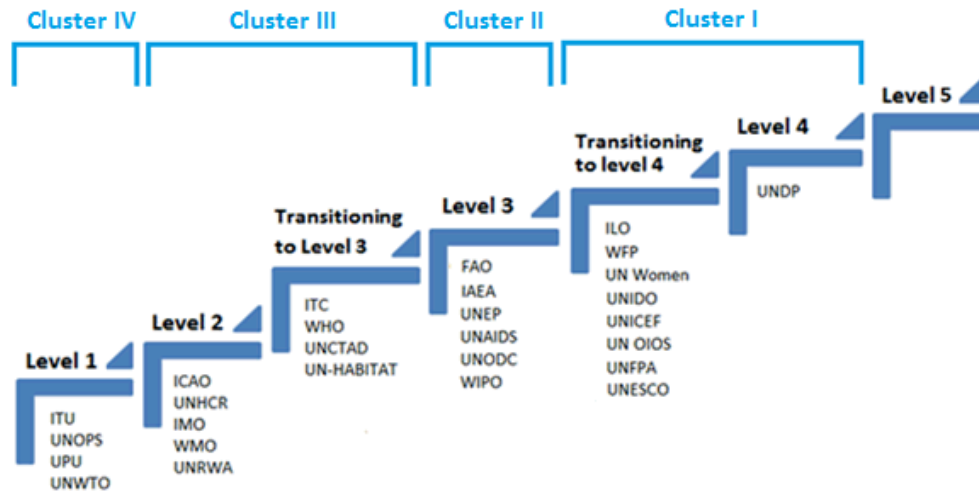 Cluster IV
Cluster III
Cluster II
Cluster I
Level 1
ITU
UNOPS
UPU
UNWTO
Level 2
ICAO
UNHCR
IMO
WMO
UNRWA
Transitioning
to Level 3
ITC
WHO
UNCTAD
UN-HABITAT
Level 3
FAO
IAEA
UNEP
UNAIDS
UNODC
WIPO
Transitioning
to level 4
ILO
WFP
UN Women
UNIDO
UNICEF
UN OIOS
UNFPA
UNESCO
Level 4
UNDP
Level 5